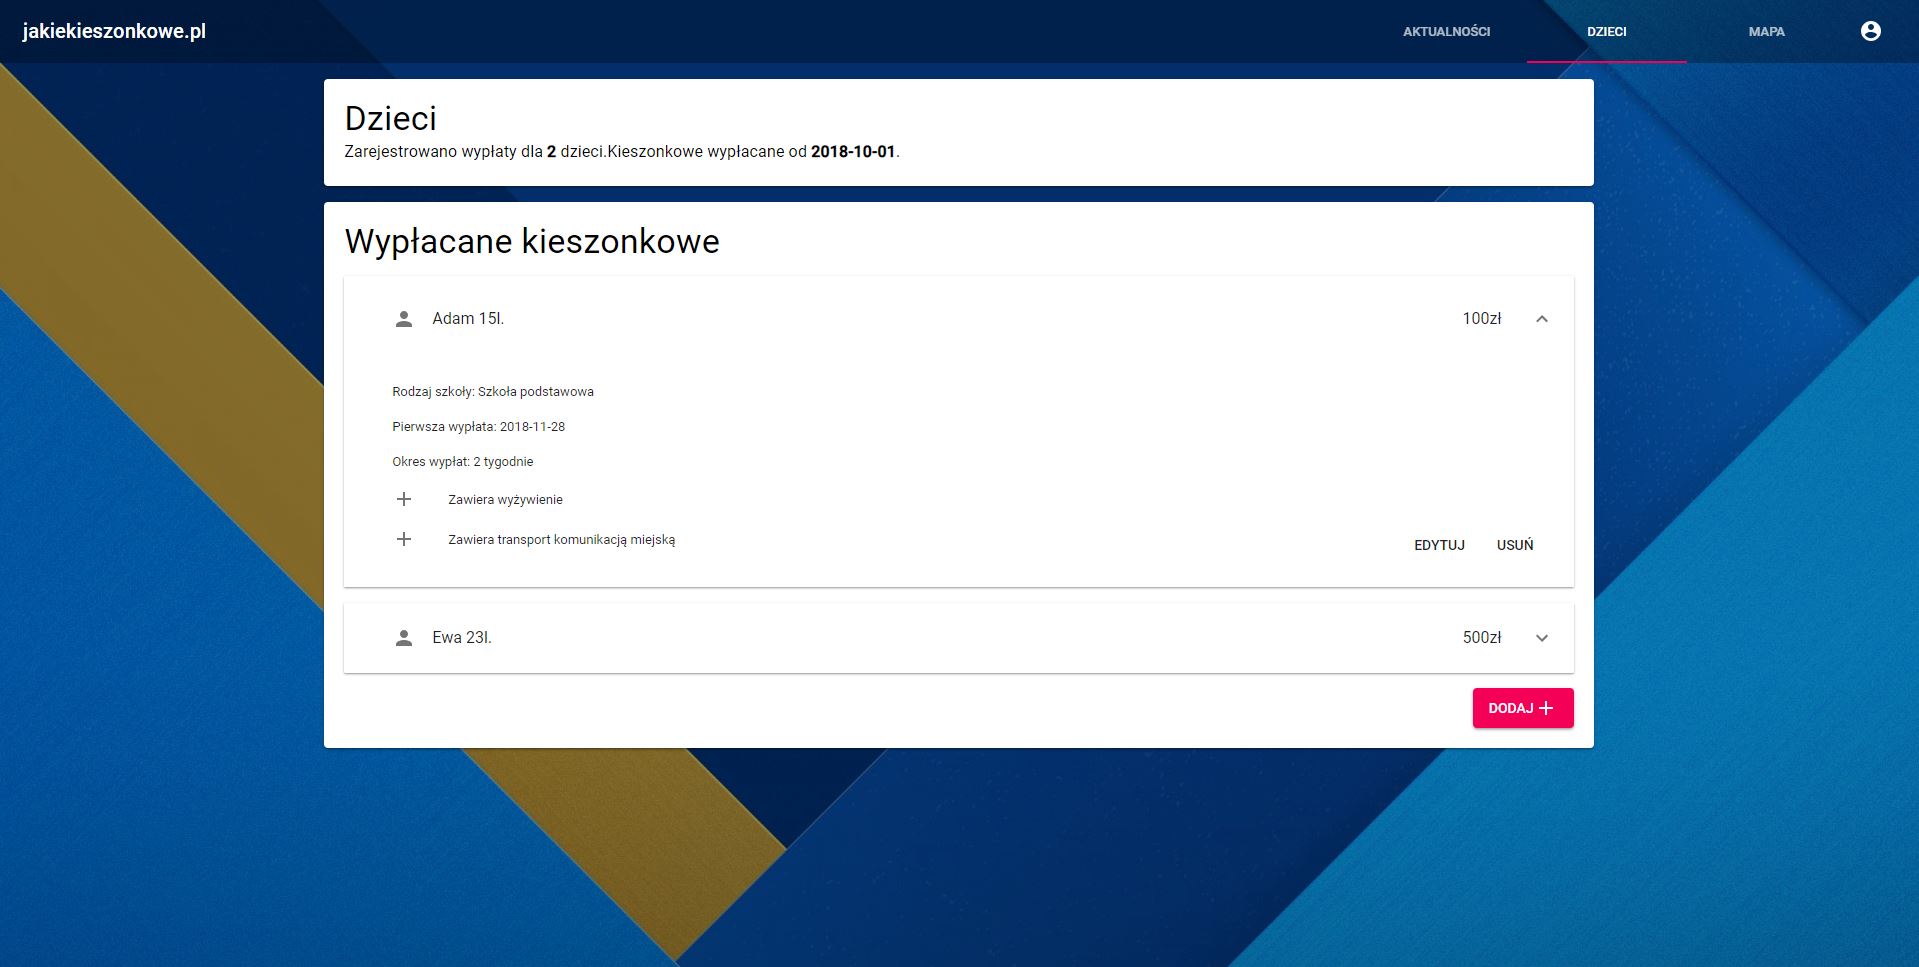 jakiekieszonkowe.pl
AKTUALNOŚCI
DZIECI
MAPA
Dzieci
Zarejestrowano wypłaty dla 2 dzieci.Kieszonkowe wypłacane od 2018-10-01.
Wypłacane kieszonkowe
Adam 15l.
100zł
Rodzaj szkoły: Szkoła podstawowa
Pierwsza wypłata: 2018-11-28
Okres wypłat: 2 tygodnie
Zawiera wyżywienie
Zawiera transport komunikacją miejską
EDYTUJ
USUŃ
Ewa 23l.
500zł
DODAJ